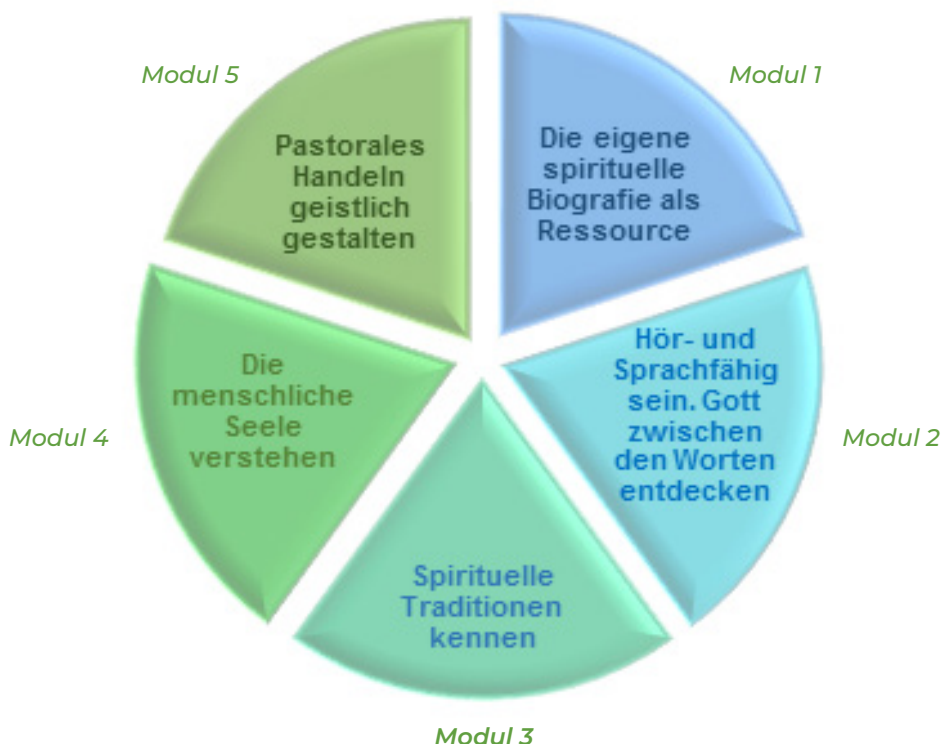 Modul 1
Die eigene
spirituelle
Biografie als
Ressource
Modul 2
Hör- und
Sprachfähig
sein. Gott
zwischen
den Worten
entdecken
Modul 3
Spirituelle
Traditionen
kennen
Modul 4
Die
menschliche
Seele
verstehen
Modul 5
Pastorales
Handeln
geistlich
gestalten